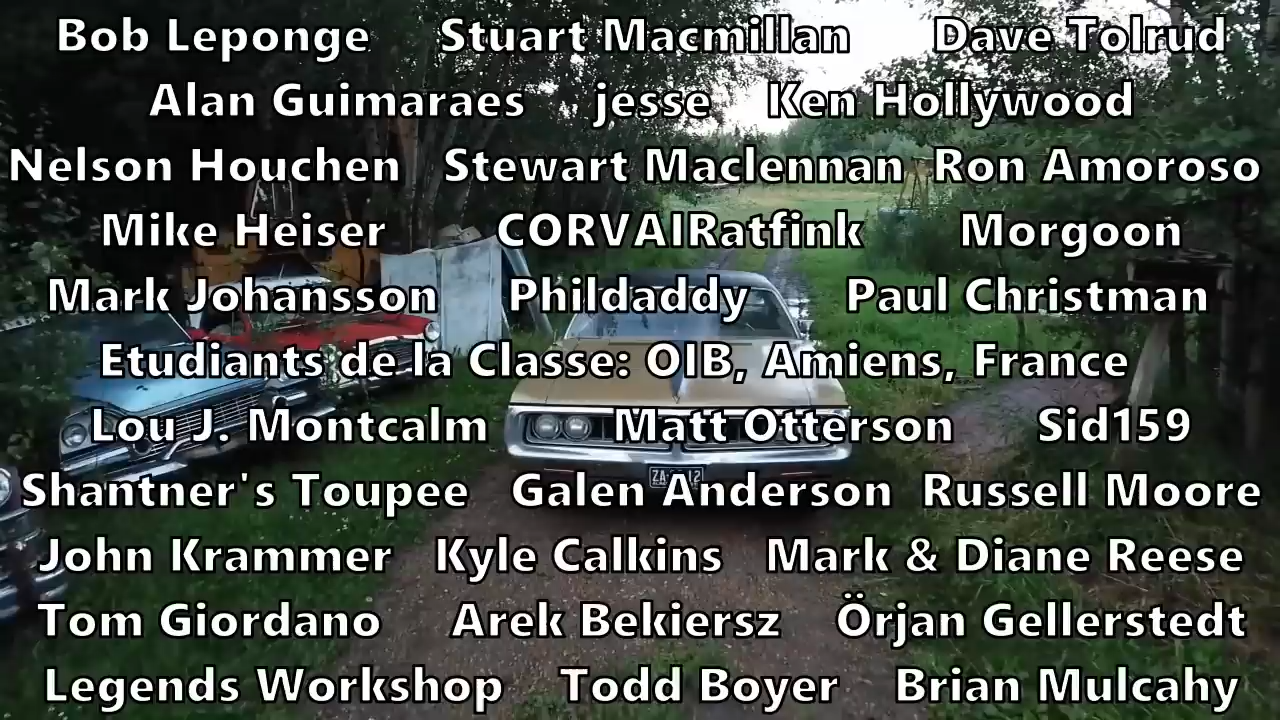 Bob Leponge Stuart Macmillan Dave Tolrud
Alan Guimaraes jesse Ken Hollywood
Nelson Houchen Stewart Maclennan Ron Amoroso
Mike Heiser CORVAIRatfink Morgoon
Mark Johansson Phildaddy Paul Christman
Etudiants de la Classe: OIB, Amiens, France
Lou J. Montcalm Matt Otterson Sid159
Shantner's Toupee Galen Anderson Russell Moore
John Krammer Kyle Calkins Mark & Diane Reese
Tom Giordano Arek Bekiersz Örjan Gellerstedt
Legends Workshop Todd Boyer Brian Mulcahy